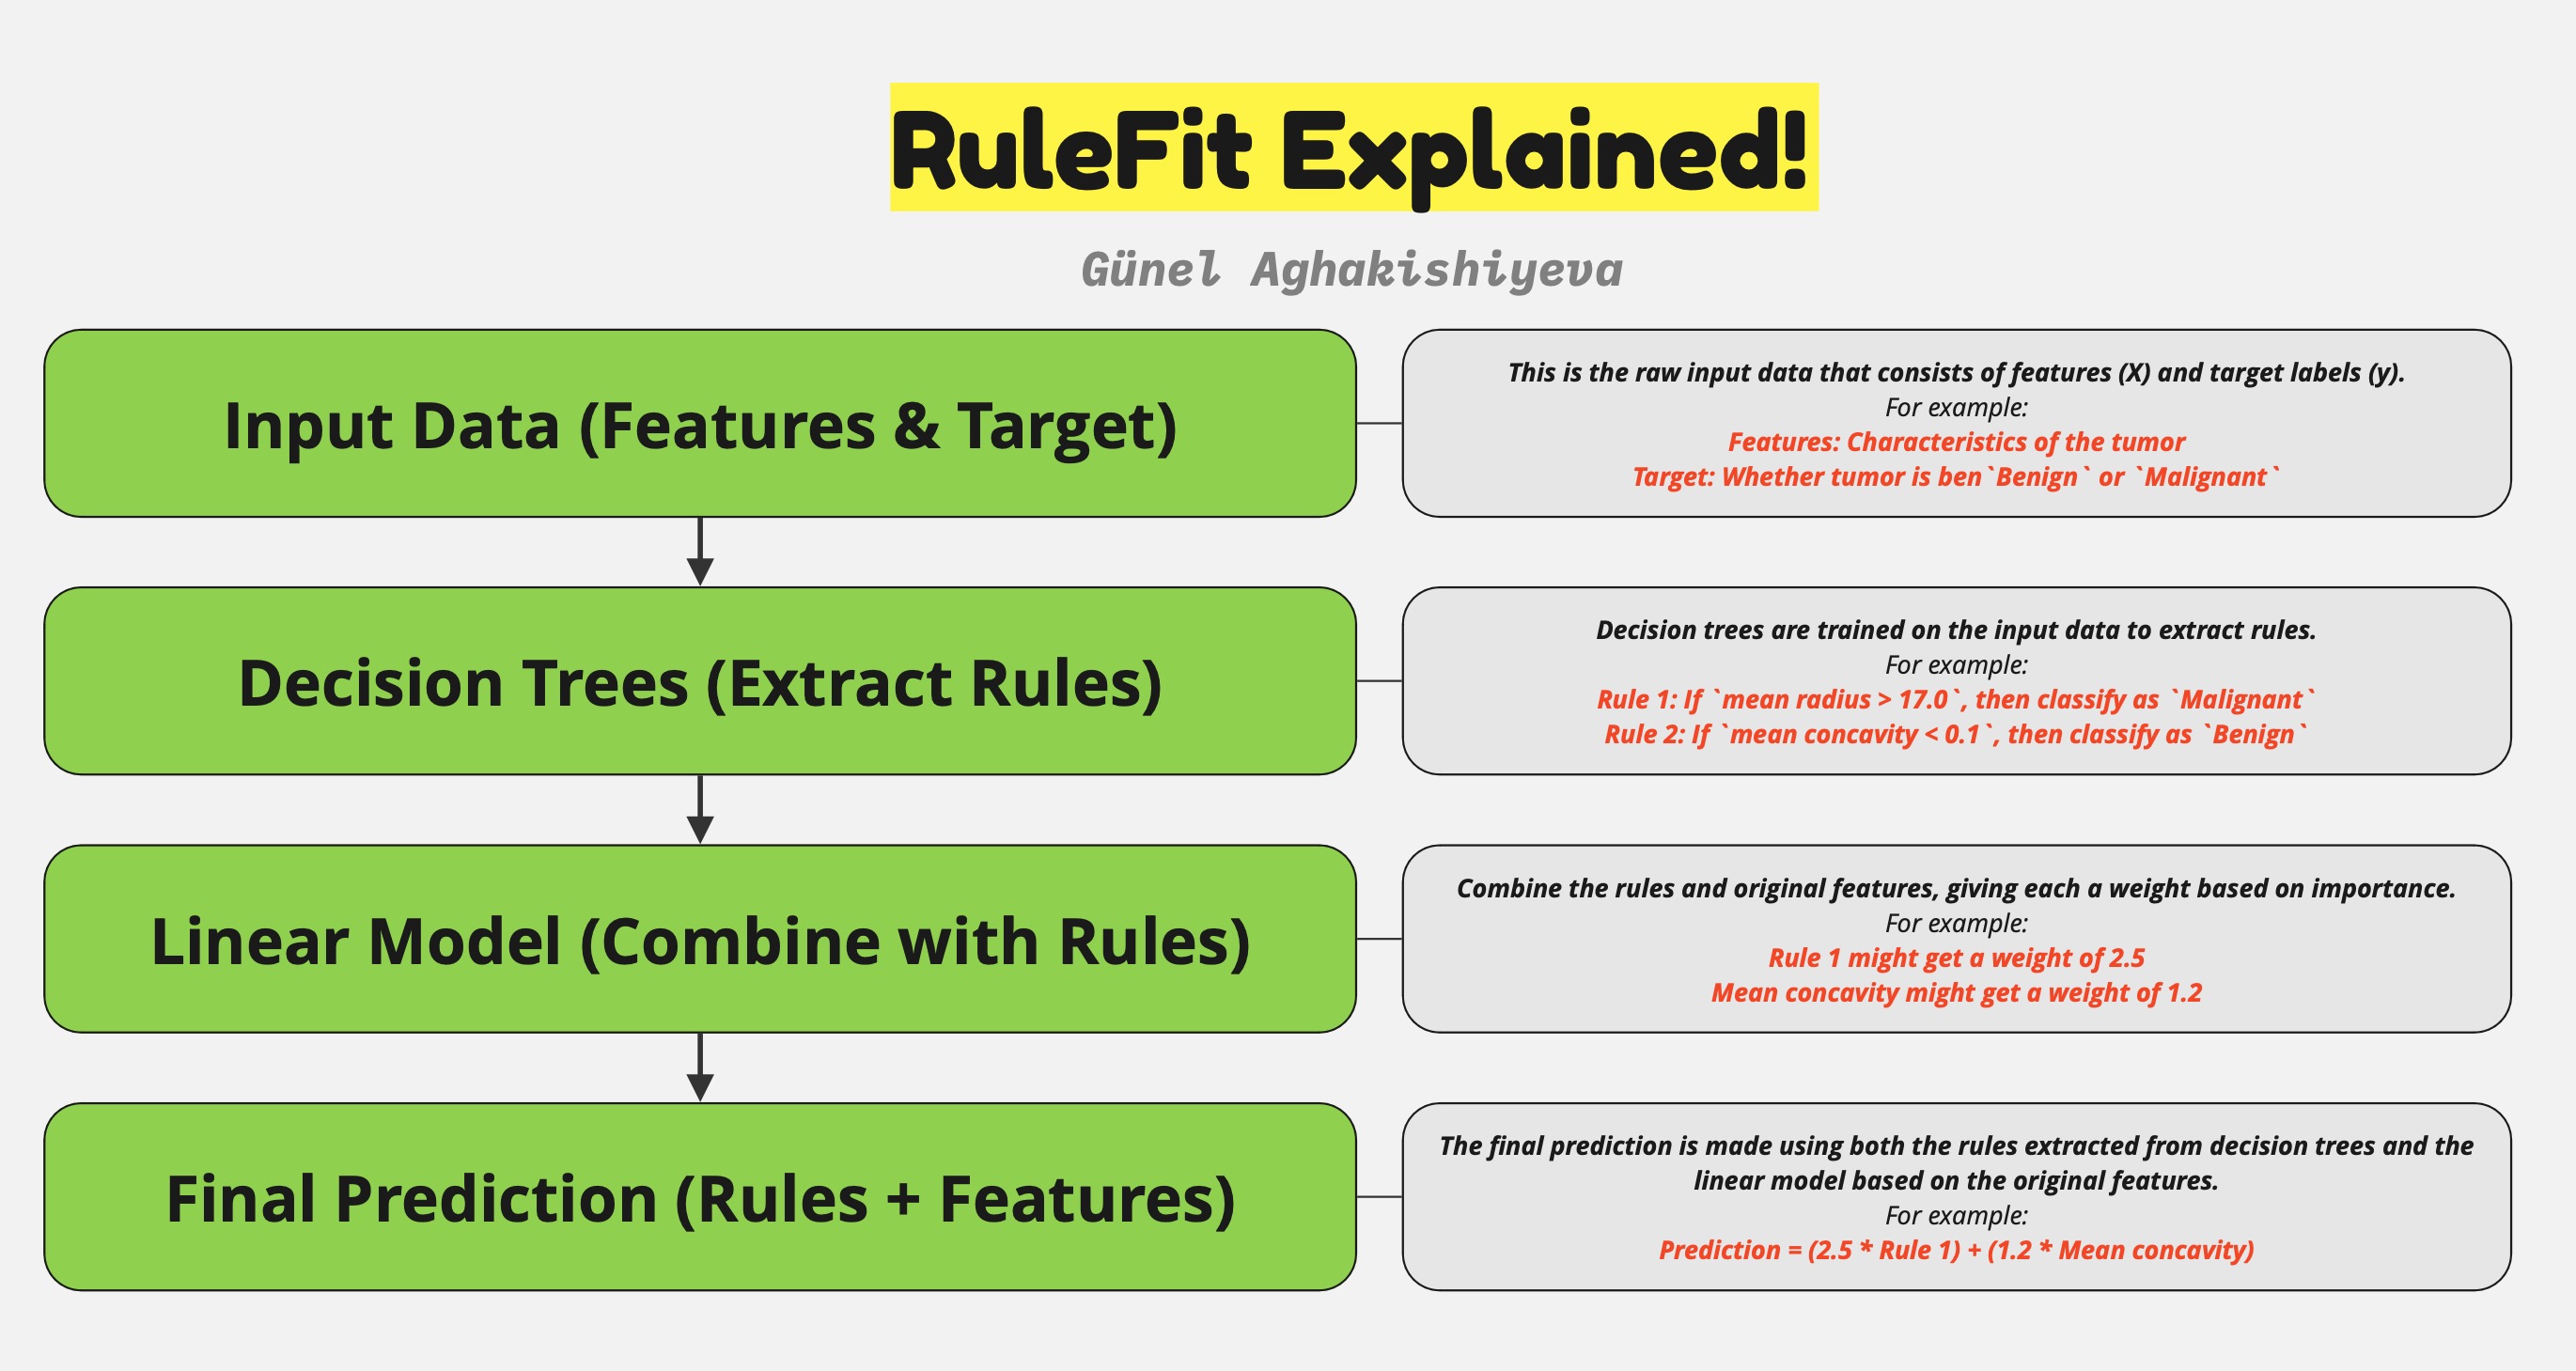 RuleFit Explained!
Günel Aghakishiyeva
Input Data (Features & Target)
This is the raw input data that consists of features (X) and target labels (y).
For example:
Features: Characteristics of the tumor
Target: Whether tumor is ben`Benign` or `Malignant`
Decision Trees (Extract Rules)
Decision trees are trained on the input data to extract rules.
For example:
Rule 1: If `mean radius > 17.0`, then classify as `Malignant`
Rule 2: If `mean concavity < 0.1`, then classify as `Benign`
Linear Model (Combine with Rules)
Combine the rules and original features, giving each a weight based on importance.
For example:
Rule 1 might get a weight of 2.5
Mean concavity might get a weight of 1.2
Final Prediction (Rules + Features)
The final prediction is made using both the rules extracted from decision trees and the
linear model based on the original features.
For example:
Prediction = (2.5 * Rule 1) + (1.2 * Mean concavity)